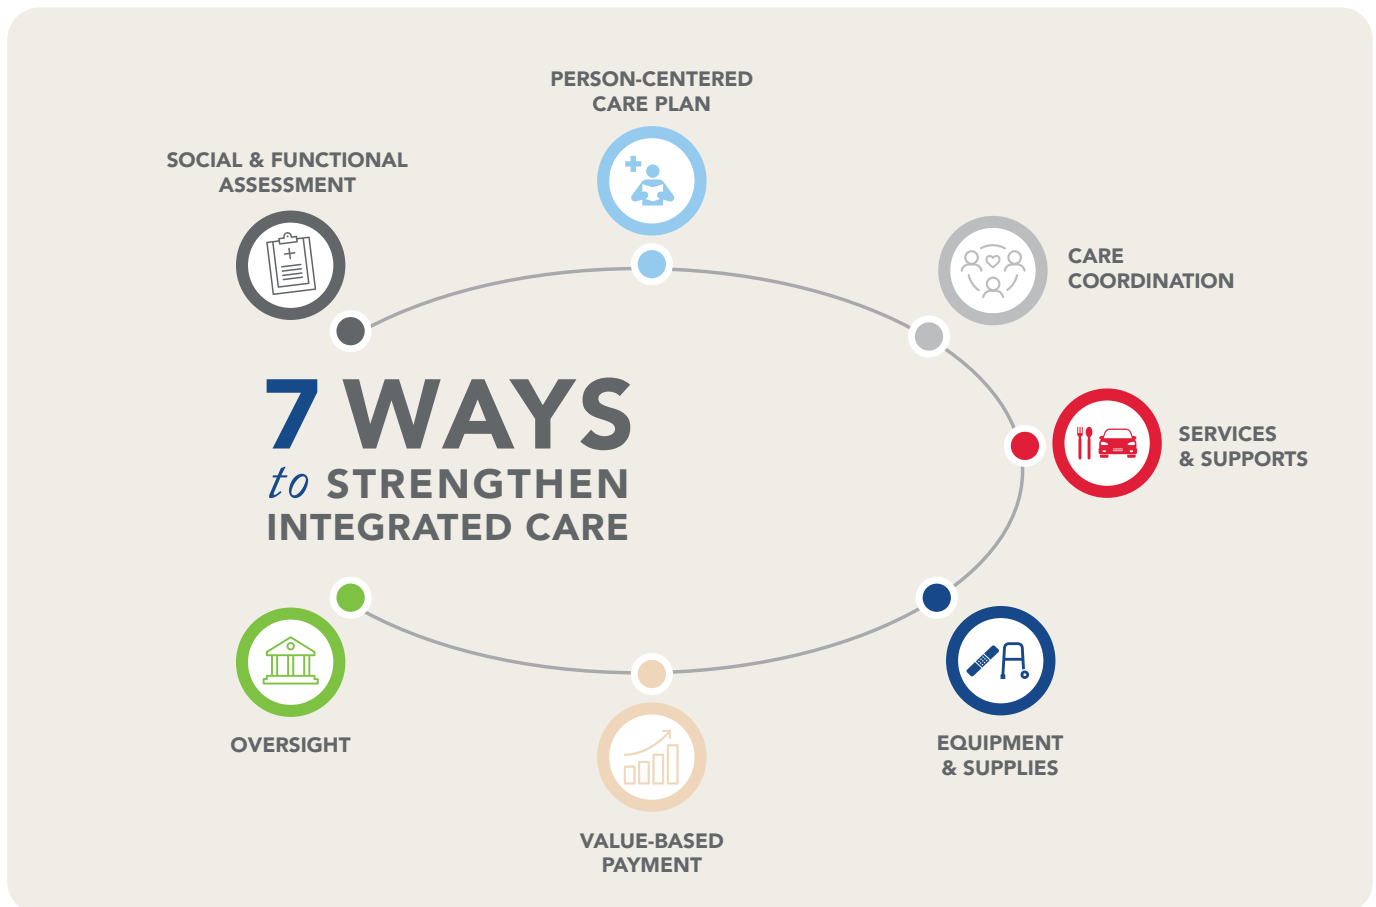 PERSON-CENTERED
CARE PLAN
SOCIAL & FUNCTIONAL
ASSESSMENT
CARE
COORDINATION
7 WAYS
to STRENGTHEN
INTEGRATED CARE
SERVICES
& SUPPORTS
OVERSIGHT
EQUIPMENT
& SUPPLIES
VALUE-BASED
PAYMENT